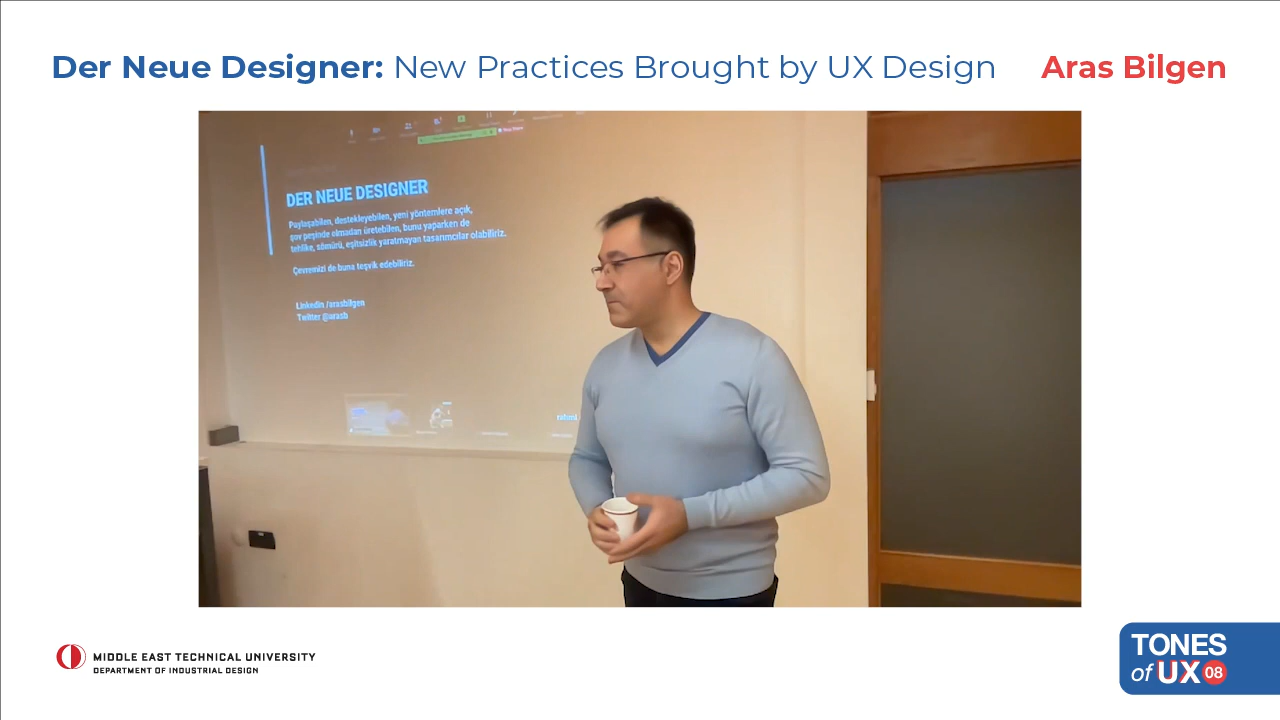 Der Neue Designer: New Practices Brought by UX Design Aras Bilgen
DER NEUE DESIGNER
Paylaşabilen, destekleyebilen, yeni yöntemlere açık,
şov peşinde olmadan üretebilen, bunu yaparken de
tehlike, sömürü, eşitsizlik yaratmayan tasarımcılar olabiliriz.
Çevremizi de buna teşvik edebiliriz.
Linkedin /arasbilgen
Twitter @arasb
MIDDLE EAST TECHNICAL UNIVERSITY
DEPARTMENT OF INDUSTRIAL DESIGN
TONES
of UX 08